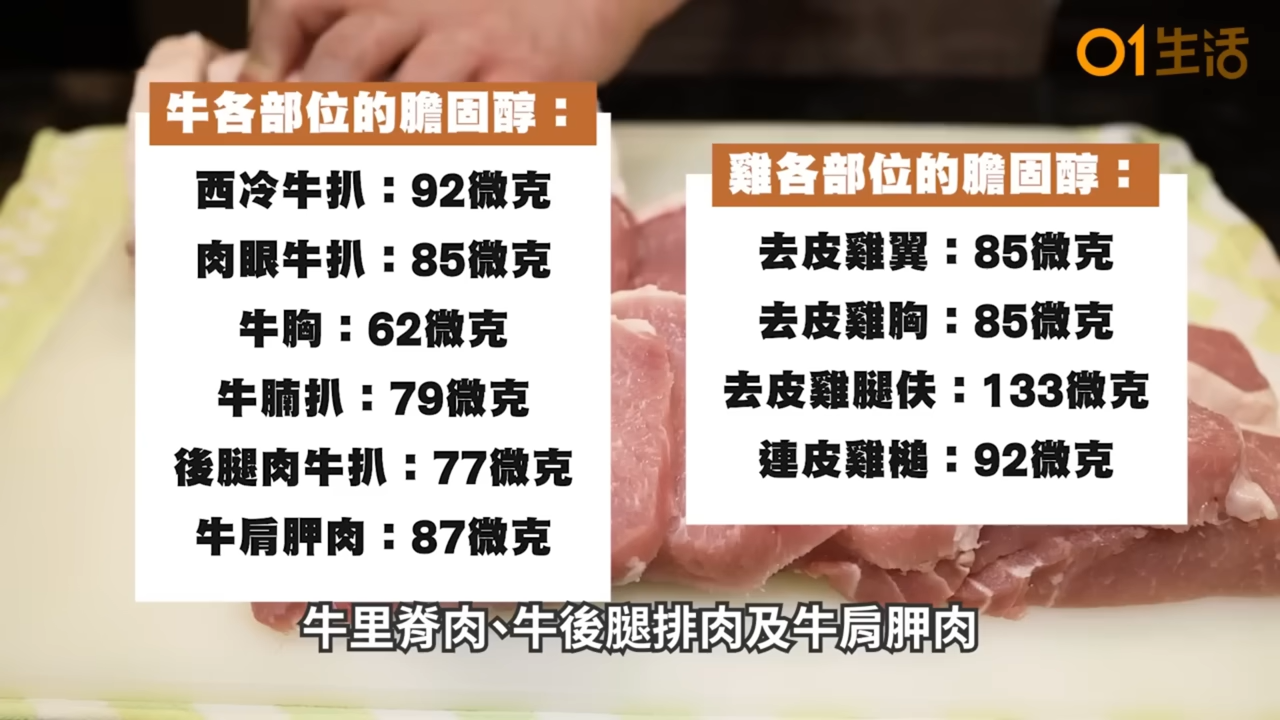 01生活
牛各部位的膽固醇：
西冷牛扒：92微克
肉眼牛扒：85微克
牛胸：62微克
牛腩扒：79微克
後腿肉牛扒：77微克
牛肩胛肉：87微克
雞各部位的膽固醇：
去皮雞翼：85微克
去皮雞胸：85微克
去皮雞腿㑀：133微克
連皮雞槌：92微克
牛里脊肉、牛後腿排肉及牛肩胛肉